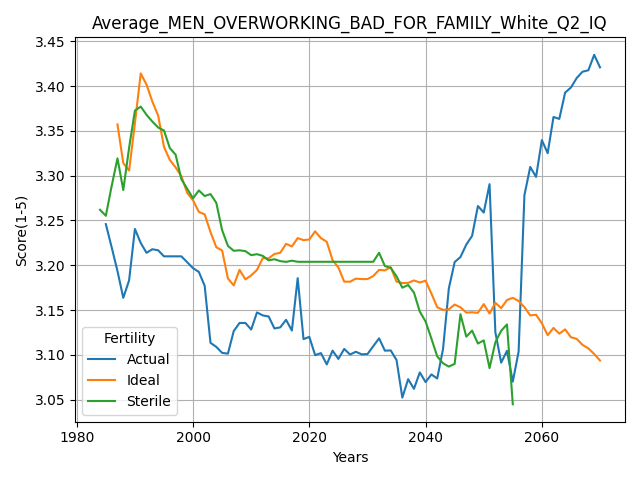 Average_MEN_OVERWORKING_BAD_FOR_FAMILY_White_Q2_IQ
3.45
3.40
3.35
3.30
3.25
3.20
3.15
3.10
3.05
Score(1-5)
Fertility
Actual
Ideal
Sterile
1980
2000
2020
2040
2060
Years